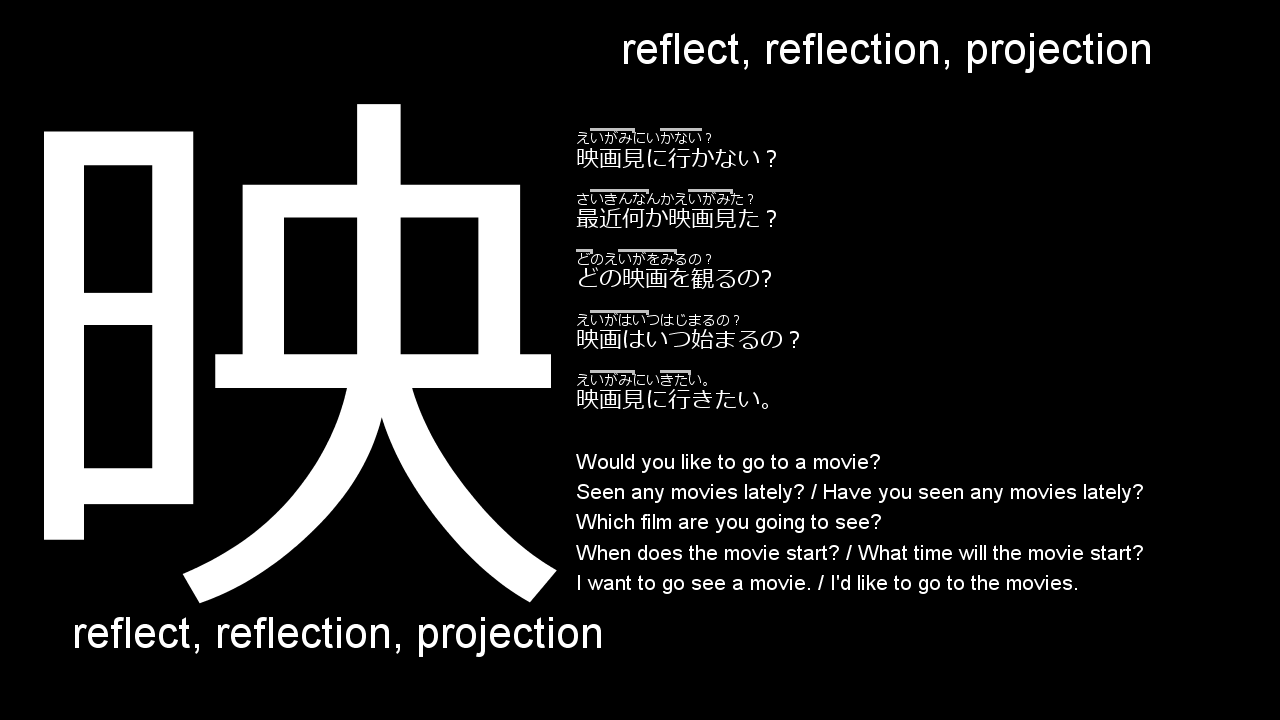 reflect, reflection, projection
映
えいがみにいかない？
映画見に行かない？
さいきんなんかえいがみた？
最近何か映画見た？
どのえいがをみるの？
どの映画を観るの?
えいがはいつはじまるの？
映画はいつ始まるの？
えいがみにいきたい。
映画見に行きたい。
Would you like to go to a movie?
Seen any movies lately? / Have you seen any movies lately?
Which film are you going to see?
When does the movie start? / What time will the movie start?
I want to go see a movie. / I'd like to go to the movies.
reflect, reflection, projection